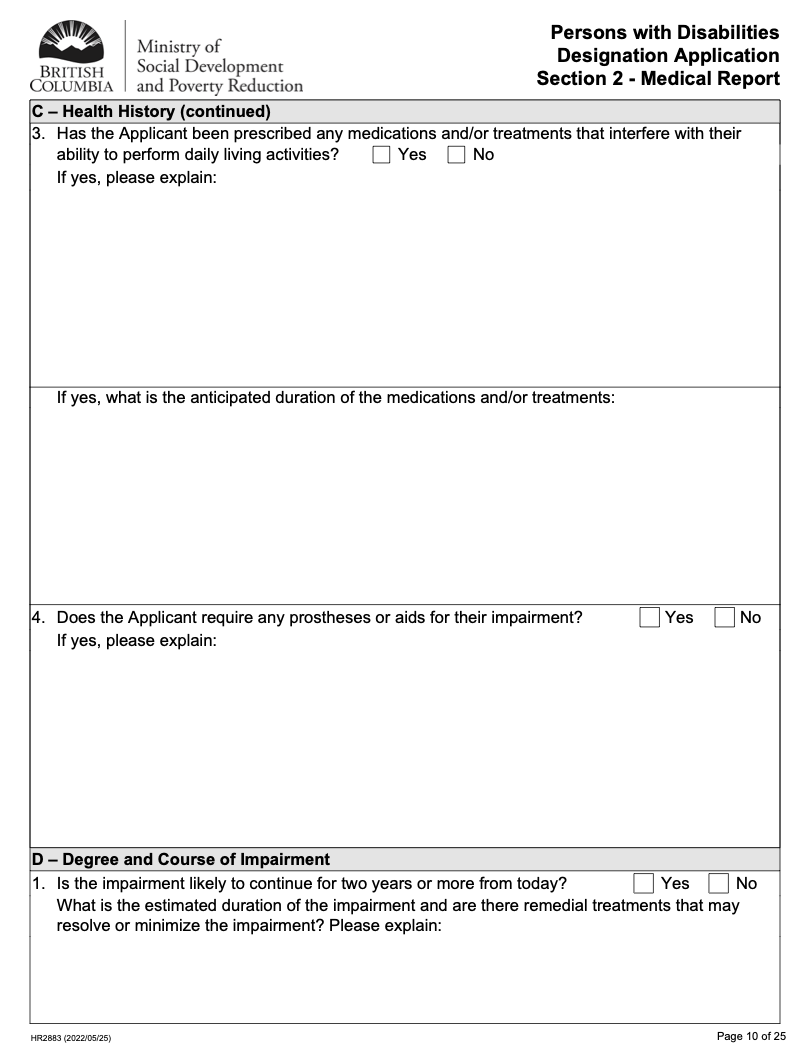 BRITISH
COLUMBIA
Ministry of
Social Development
and Poverty Reduction
Persons with Disabilities
Designation Application
Section 2 - Medical Report
C – Health History (continued)
3. Has the Applicant been prescribed any medications and/or treatments that interfere with their
ability to perform daily living activities? Yes No
If yes, please explain:
If yes, what is the anticipated duration of the medications and/or treatments:
4. Does the Applicant require any prostheses or aids for their impairment? Yes No
If yes, please explain:
D – Degree and Course of Impairment
1. Is the impairment likely to continue for two years or more from today? Yes No
What is the estimated duration of the impairment and are there remedial treatments that may
resolve or minimize the impairment? Please explain:
HR2883 (2022/05/25)
Page 10 of 25